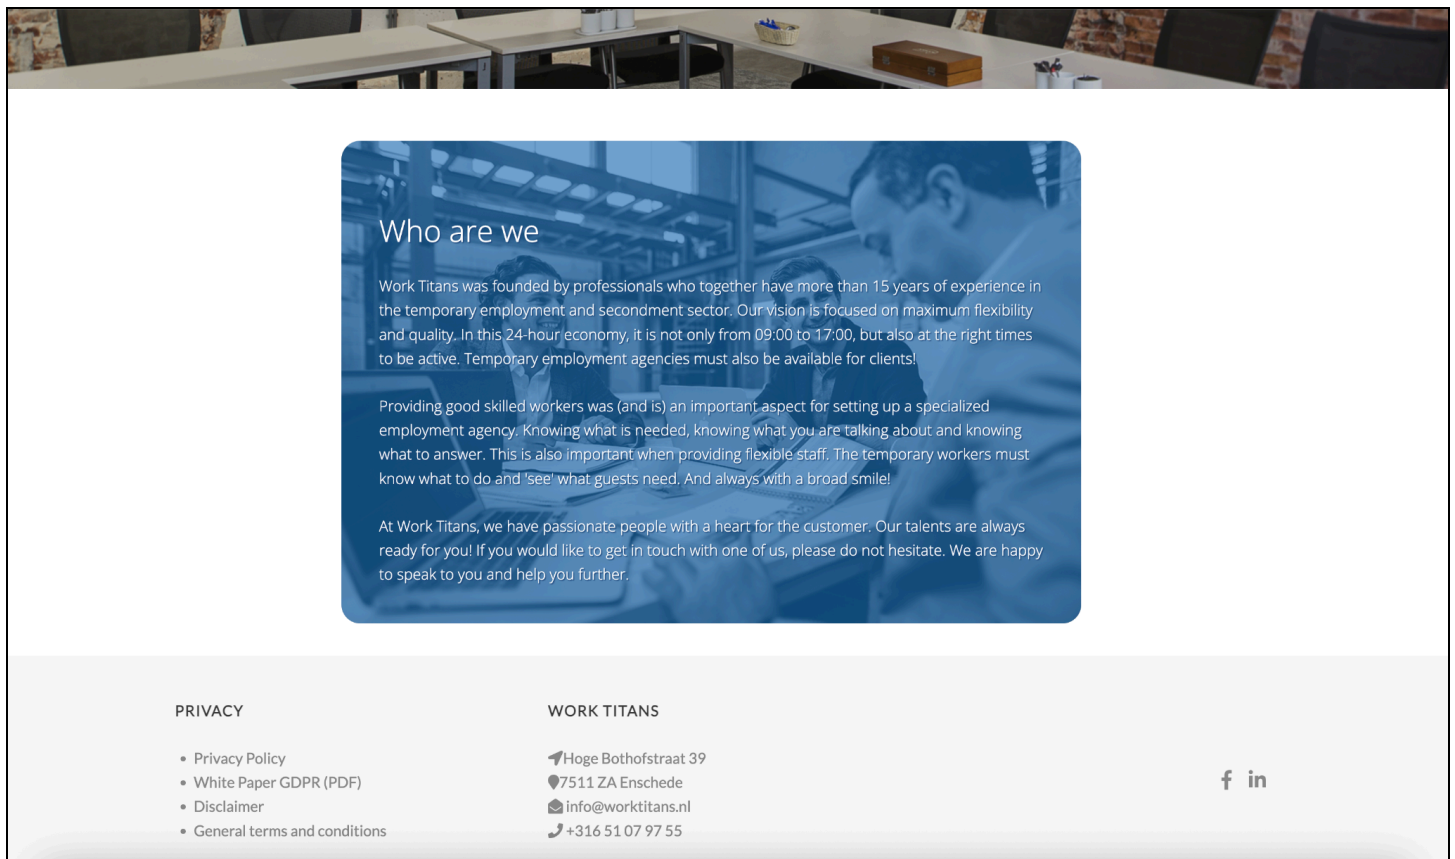 Who are we
Work Titans was founded by professionals who together have more than 15 years of experience in
the temporary employment and secondment sector. Our vision is focused on maximum flexibility
and quality. In this 24-hour economy, it is not only from 09:00 to 17:00, but also at the right times
to be active. Temporary employment agencies must also be available for clients!
Providing good skilled workers was (and is) an important aspect for setting up a specialized
employment agency. Knowing what is needed, knowing what you are talking about and knowing
what to answer. This is also important when providing flexible staff. The temporary workers must
know what to do and 'see' what guests need. And always with a broad smile!
At Work Titans, we have passionate people with a heart for the customer. Our talents are always
ready for you! If you would like to get in touch with one of us, please do not hesitate. We are happy
to speak to you and help you further.
PRIVACY
• Privacy Policy
• White Paper GDPR (PDF)
• Disclaimer
• General terms and conditions
WORK TITANS
Hoge Bothofstraat 39
7511 ZA Enschede
info@worktitans.nl
+316 51 07 97 55